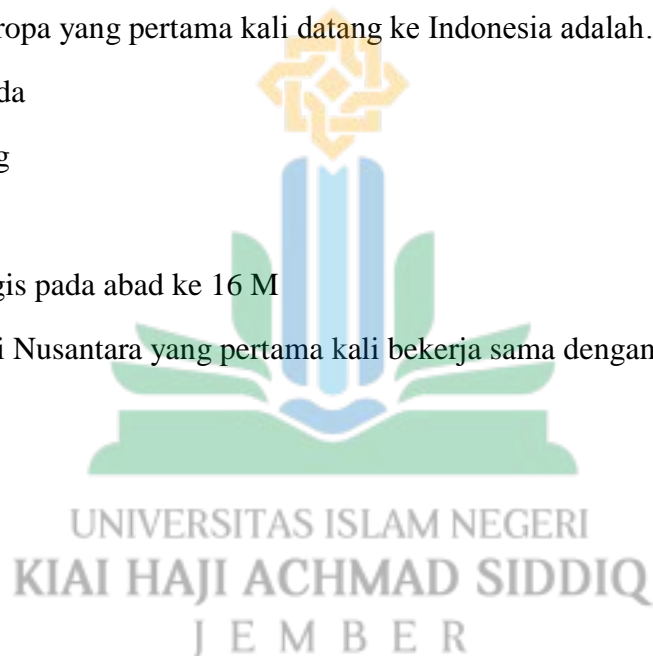 ropa yang pertama kali datang ke Indonesia adalah.
da
g
gis pada abad ke 16 M
i Nusantara yang pertama kali bekerja sama dengan
UNIVERSITAS ISLAM NEGERI
KIAI HAJI ACHMAD SIDDIQ
JEMBER